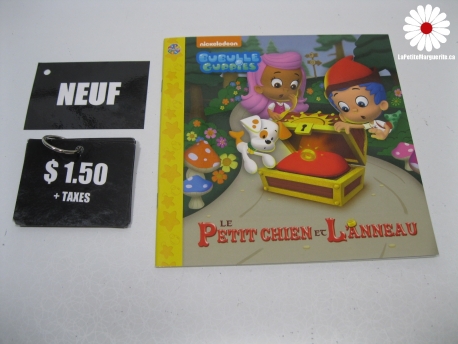 LaPetiteMarguerite.ca
NEUF
$ 1.50
+ TAXES
nickelodeon
BUBULLE
GUPPIES
LE
PETIT CHIEN ET L'ANNEAU